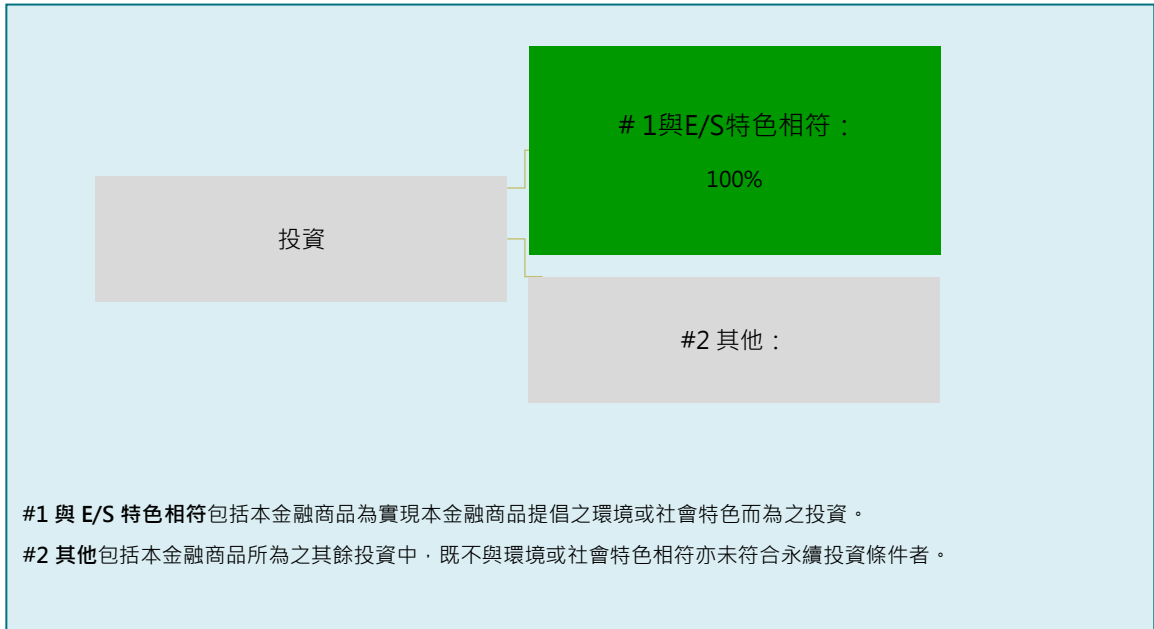 # 1與E/S特色相符：
100%
投資
#2 其他：
#1 與 E/S 特色相符包括本金融商品為實現本金融商品提倡之環境或社會特色而為之投資。
#2 其他包括本金融商品所為之其餘投資中，既不與環境或社會特色相符亦未符合永續投資條件者。